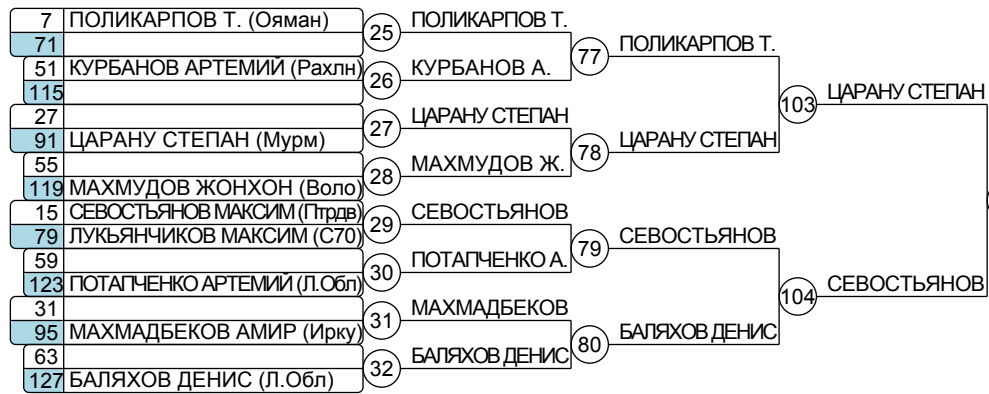 7 ПОЛИКАРПОВ Т. (Ояман)
71
25
ПОЛИКАРПОВ Т.
51 КУРБАНОВ АРТЕМИЙ (Рахлн)
115
26
КУРБАНОВ А.
77
ПОЛИКАРПОВ Т.
27
91 ЦАРАНУ СТЕПАН (Мурм)
27
ЦАРАНУ СТЕПАН
55
119 МАХМУДОВ ЖОНХОН (Воло)
28
МАХМУДОВ Ж.
78
ЦАРАНУ СТЕПАН
103
ЦАРАНУ СТЕПАН
15 СЕВОСТЬЯНОВ МАКСИМ (Птрдв)
79 ЛУКЬЯНЧИКОВ МАКСИМ (С70)
29
СЕВОСТЬЯНОВ
59
123 ПОТАПЧЕНКО АРТЕМИЙ (Л.Обл)
30
ПОТАПЧЕНКО А.
79
СЕВОСТЬЯНОВ
31
95 МАХМАДБЕКОВ АМИР (Ирку)
31
МАХМАДБЕКОВ
63
127 БАЛЯХОВ ДЕНИС (Л.Обл)
32
БАЛЯХОВ ДЕНИС
80
БАЛЯХОВ ДЕНИС
104
СЕВОСТЬЯНОВ